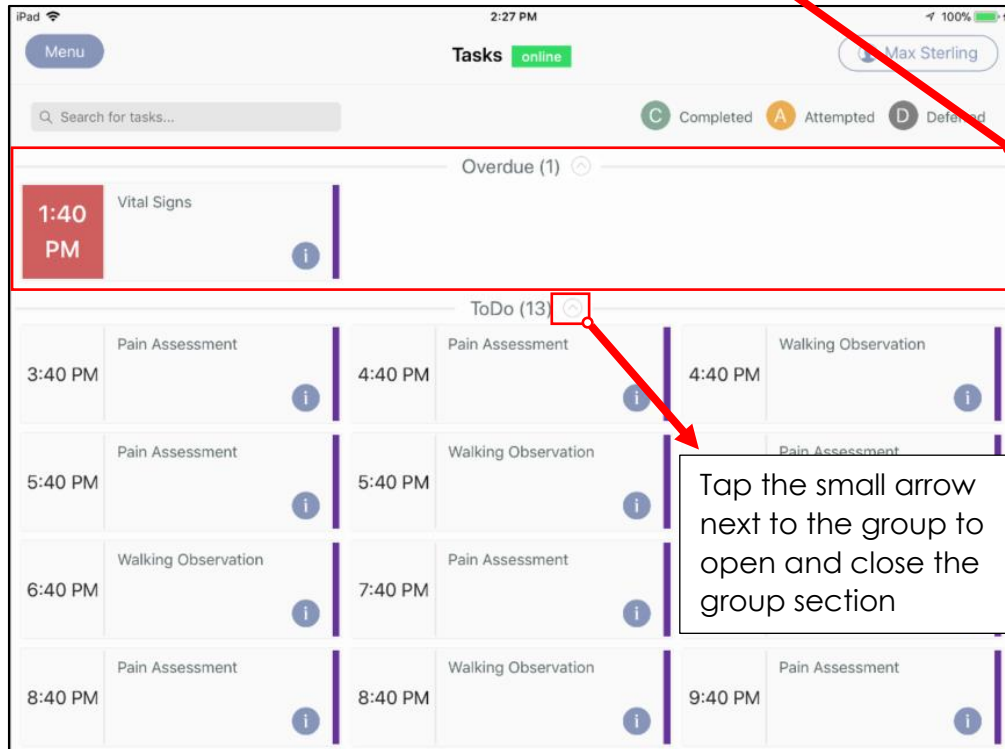 iPad 2:27 PM 100%
Menu Tasks online Max Sterling
Search for tasks... C Completed A Attempted D Deferred
Overdue (1)
1:40 PM Vital Signs i
ToDo (13)
3:40 PM Pain Assessment i
4:40 PM Pain Assessment i
4:40 PM Walking Observation i
5:40 PM Pain Assessment i
5:40 PM Walking Observation i
Pain Assessment
6:40 PM Walking Observation i
7:40 PM Pain Assessment i
Tap the small arrow
next to the group to
open and close the
group section
8:40 PM Pain Assessment i
8:40 PM Walking Observation i
9:40 PM Pain Assessment i